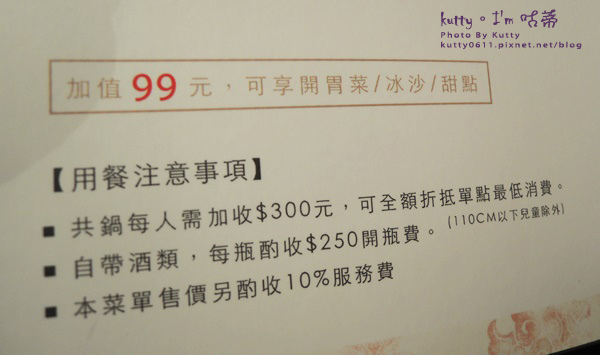 kutty。I'm 咕蒂
Photo By Kutty
kutty0611.pixnet.net/blog
加值99元，可享開胃菜/冰沙/甜點
【用餐注意事項】
■ 共鍋每人需加收$300元，可全額折抵單點最低消費。
(110CM以下兒童除外)
■ 自帶酒類，每瓶酌收$250開瓶費。
■ 本菜單售價另酌收10%服務費